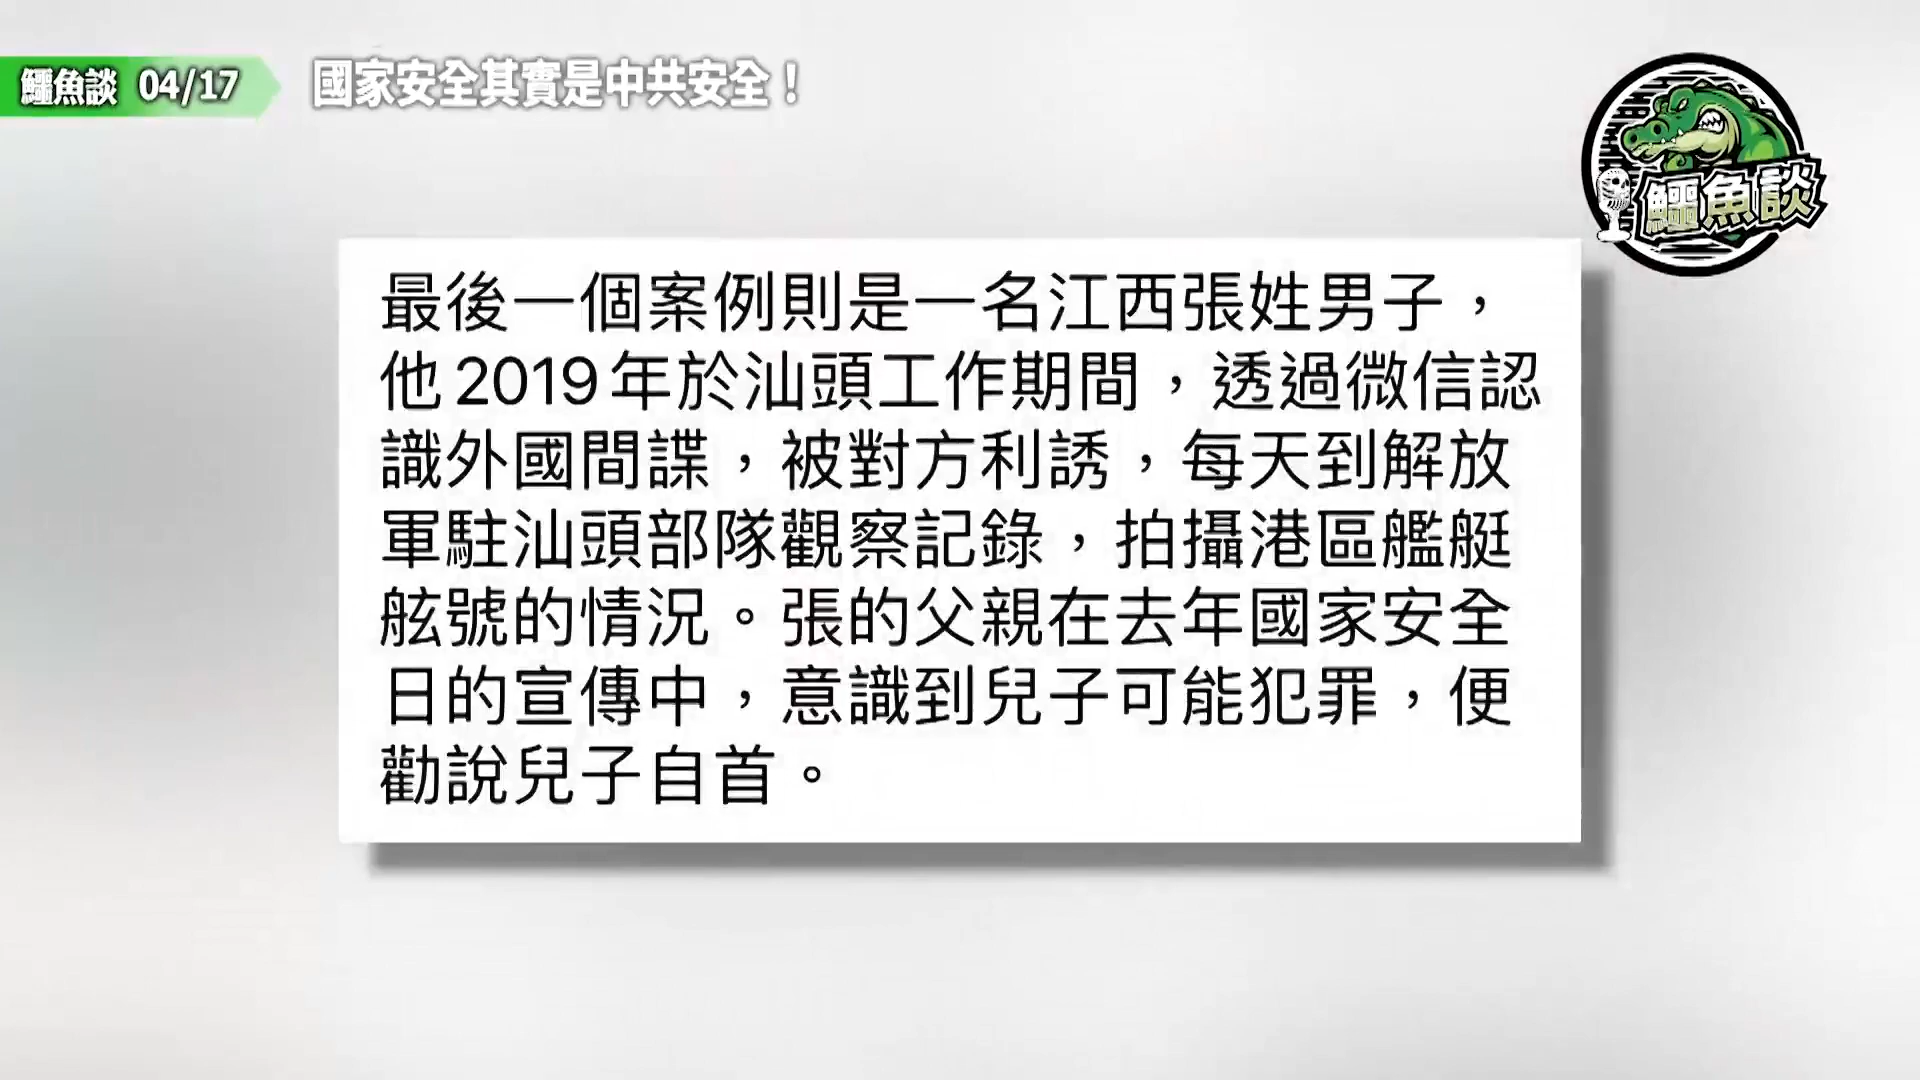 鱷魚談 04/17
國家安全其實是中共安全！
鱷魚談
最後一個案例則是一名江西張姓男子，
他2019年於汕頭工作期間，透過微信認
識外國間諜，被對方利誘，每天到解放
軍駐汕頭部隊觀察記錄，拍攝港區艦艇
舷號的情況。張的父親在去年國家安全
日的宣傳中，意識到兒子可能犯罪，便
勸說兒子自首。